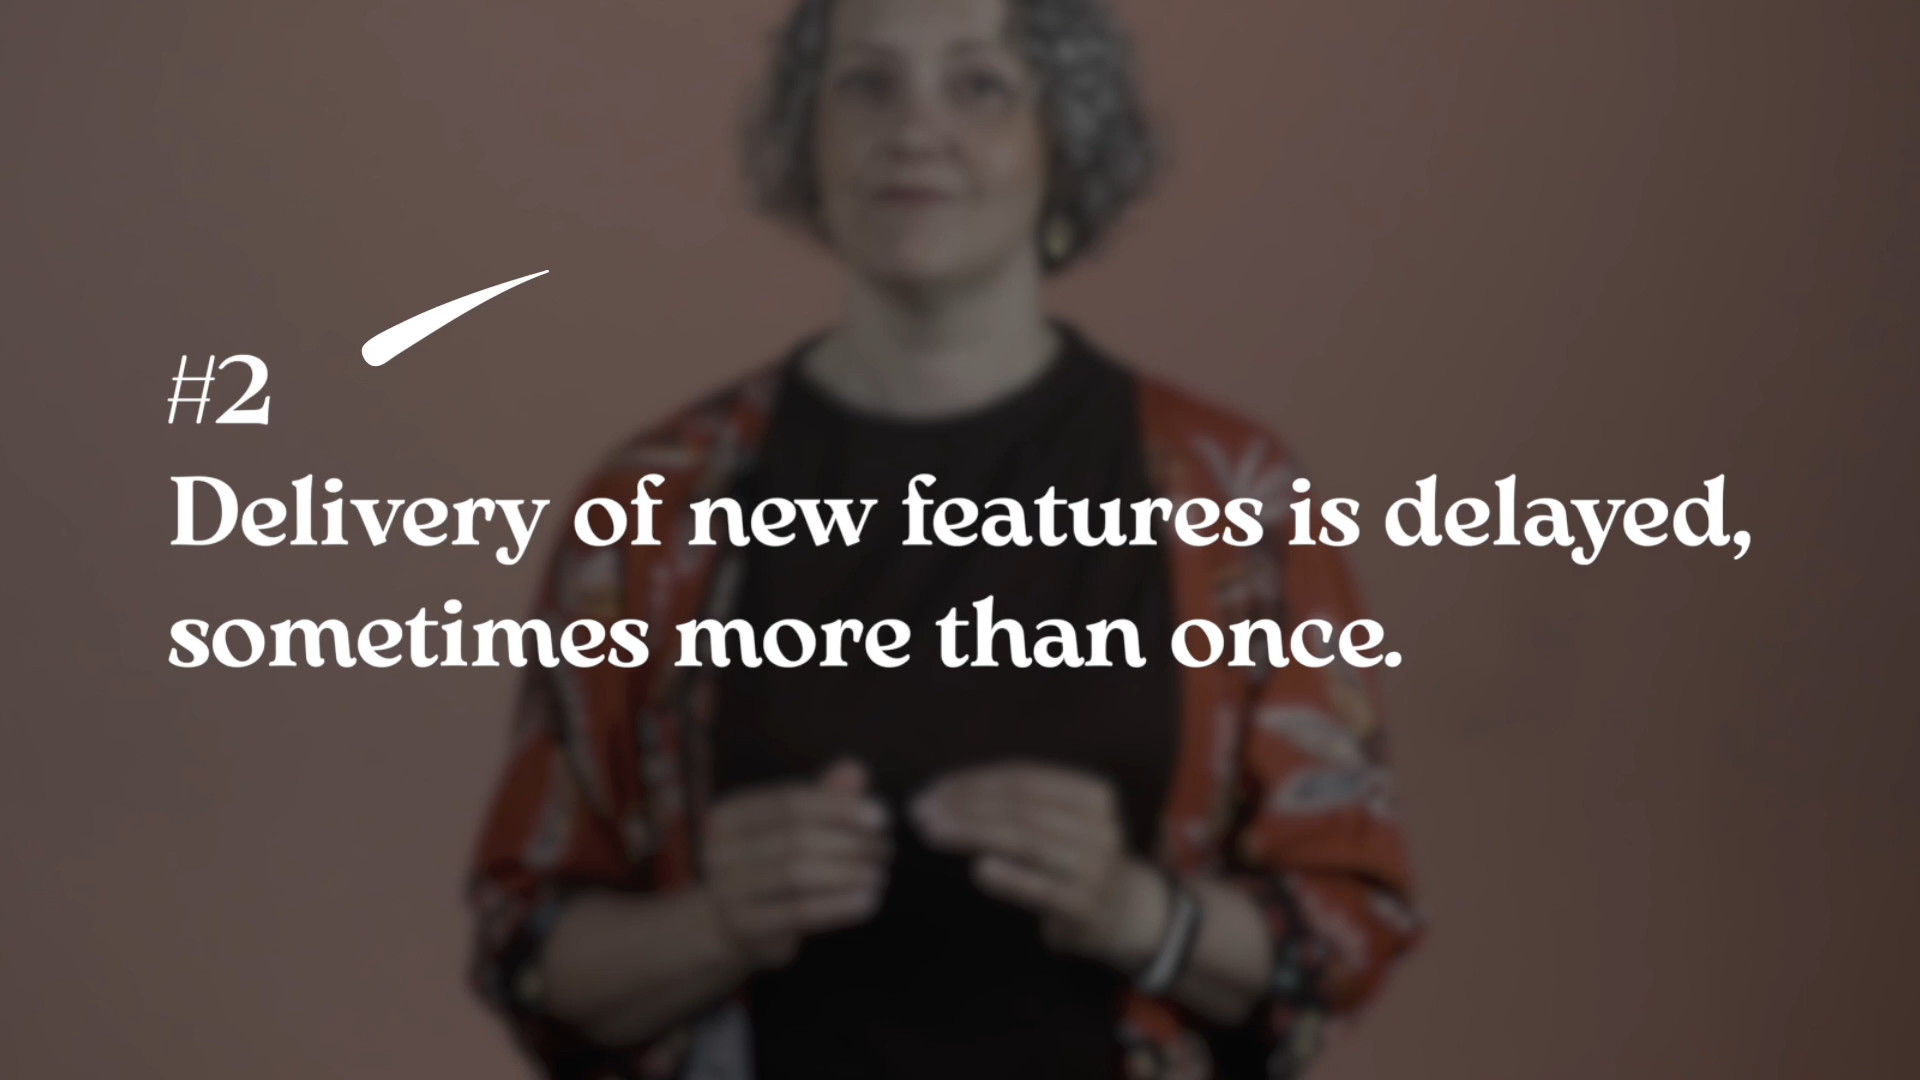 #2
Delivery of new features is delayed,
sometimes more than once.